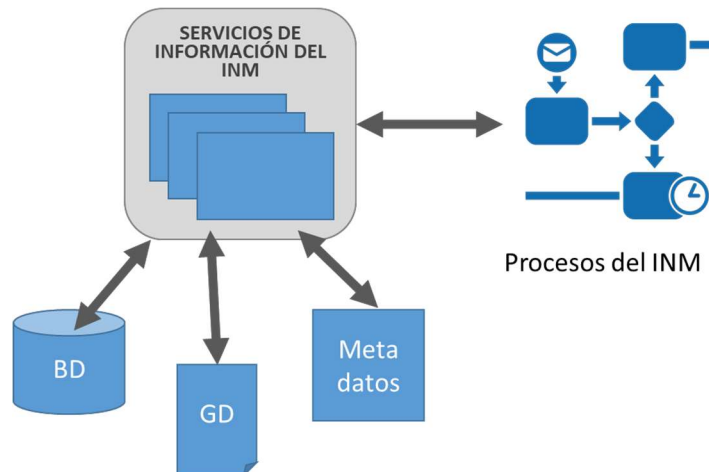 SERVICIOS DE
INFORMACIÓN DEL
INM
Procesos del INM
BD
GD
Meta
datos